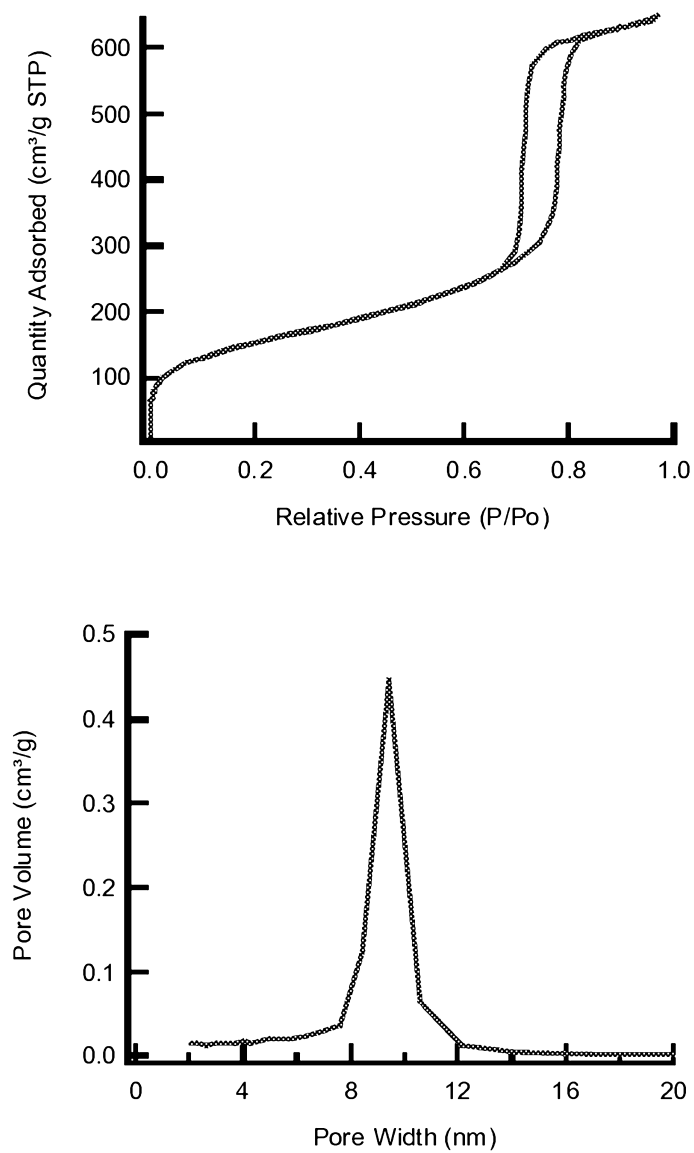 Quantity Adsorbed (cm³/g STP)
600
500
400
300
200
100
0.0 0.2 0.4 0.6 0.8 1.0
Relative Pressure (P/Po)
Pore Volume (cm³/g)
0.5
0.4
0.3
0.2
0.1
0.0
0 4 8 12 16 20
Pore Width (nm)